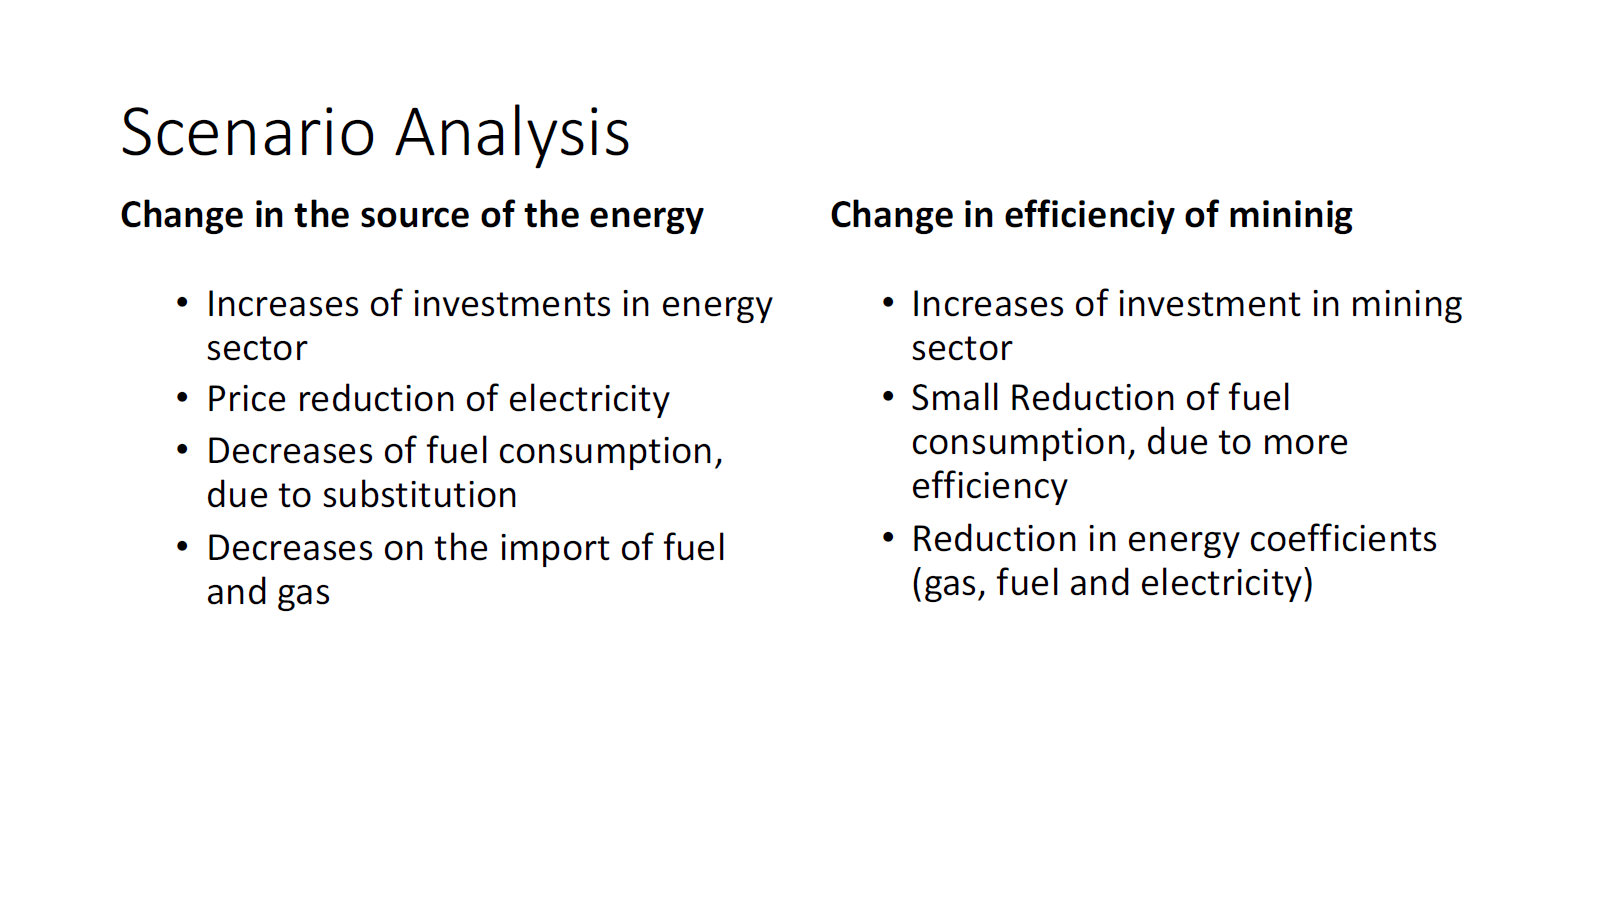 Scenario Analysis
Change in the source of the energy
• Increases of investments in energy
sector
• Price reduction of electricity
• Decreases of fuel consumption,
due to substitution
• Decreases on the import of fuel
and gas
Change in efficienciy of mininig
• Increases of investment in mining
sector
• Small Reduction of fuel
consumption, due to more
efficiency
• Reduction in energy coefficients
(gas, fuel and electricity)